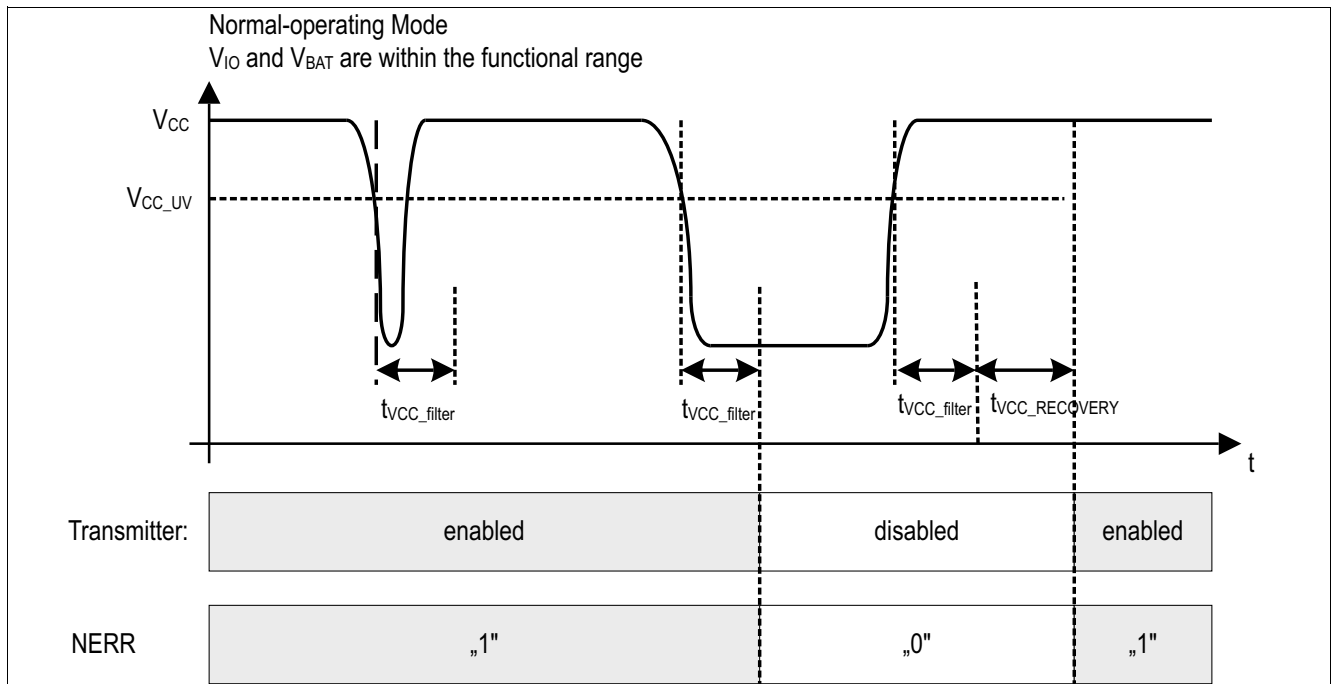 Normal-operating Mode
VIO and VBAT are within the functional range
VCC
VCC_UV
tVCC_filter
tVCC_filter
tVCC_filter
tVCC_RECOVERY
t
Transmitter:
enabled
disabled
enabled
NERR
„1"
„0"
„1"